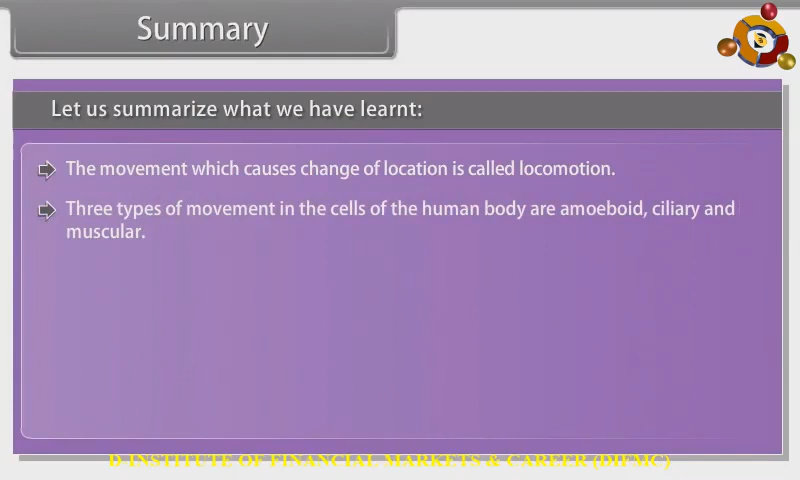 Summary
Let us summarize what we have learnt:
The movement which causes change of location is called locomotion.
Three types of movement in the cells of the human body are amoeboid, ciliary and
muscular.
D-INSTITUTE OF FINANCIAL MARKETS & CAREER (DIFMC)